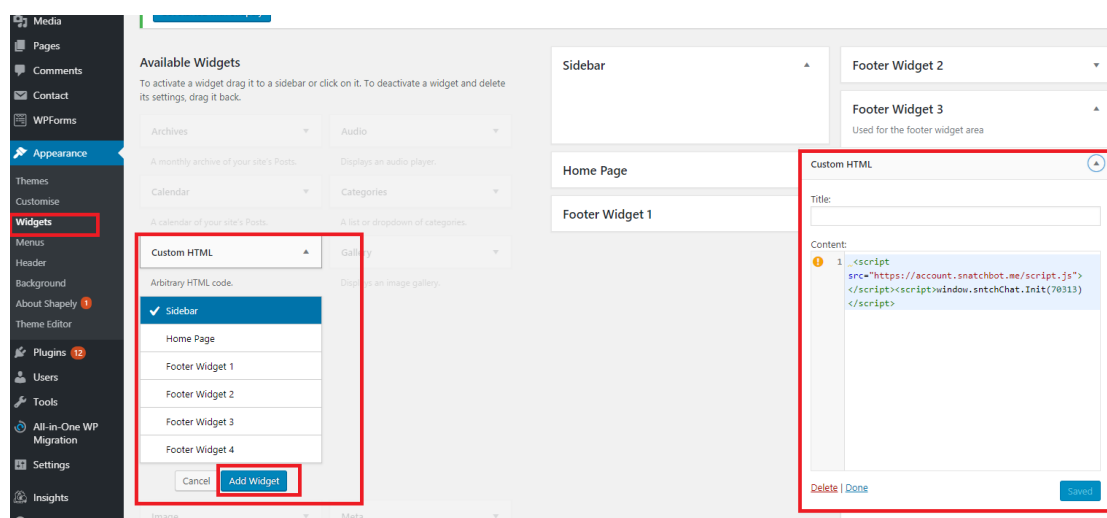 Media
Pages
Comments
Contact
WPForms
Appearance
Themes
Customise
Widgets
Menus
Header
Background
About Shapely 1
Theme Editor
Plugins 12
Users
Tools
All-in-One WP
Migration
Settings
Insights
Available Widgets
To activate a widget drag it to a sidebar or click on it. To deactivate a widget and delete
its settings, drag it back.
Archives
Audio
A monthly archive of your site's Posts.
Displays an audio player.
Calendar
Categories
A calendar of your site's Posts.
A list or dropdown of categories.
Custom HTML
Gallery
Arbitrary HTML code.
Displays an image gallery.
Sidebar
Home Page
Footer Widget 1
Footer Widget 2
Footer Widget 3
Footer Widget 4
Cancel
Add Widget
Image
Meta
Sidebar
Home Page
Footer Widget 1
Footer Widget 2
Footer Widget 3
Used for the footer widget area
Custom HTML
Title:
Content:
1 <script
src="https://account.snatchbot.me/script.js">
</script><script>window.sntchChat.Init(70313)
</script>
Delete | Done
Saved